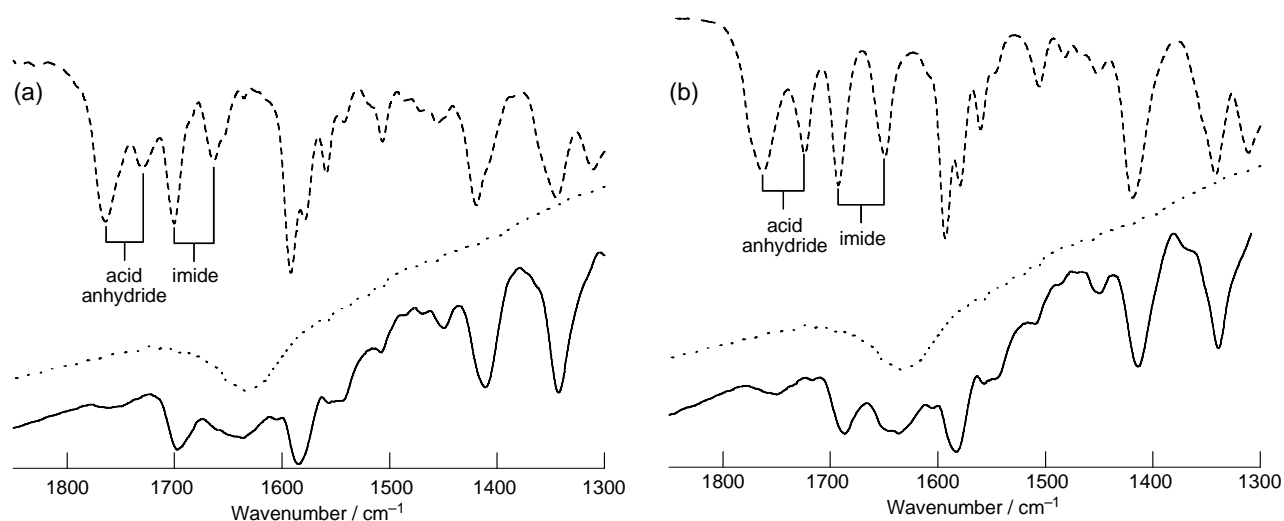 (a)
acid
anhydride
imide
1800 1700 1600 1500 1400 1300
Wavenumber / cm⁻¹
(b)
acid
anhydride
imide
1800 1700 1600 1500 1400 1300
Wavenumber / cm⁻¹